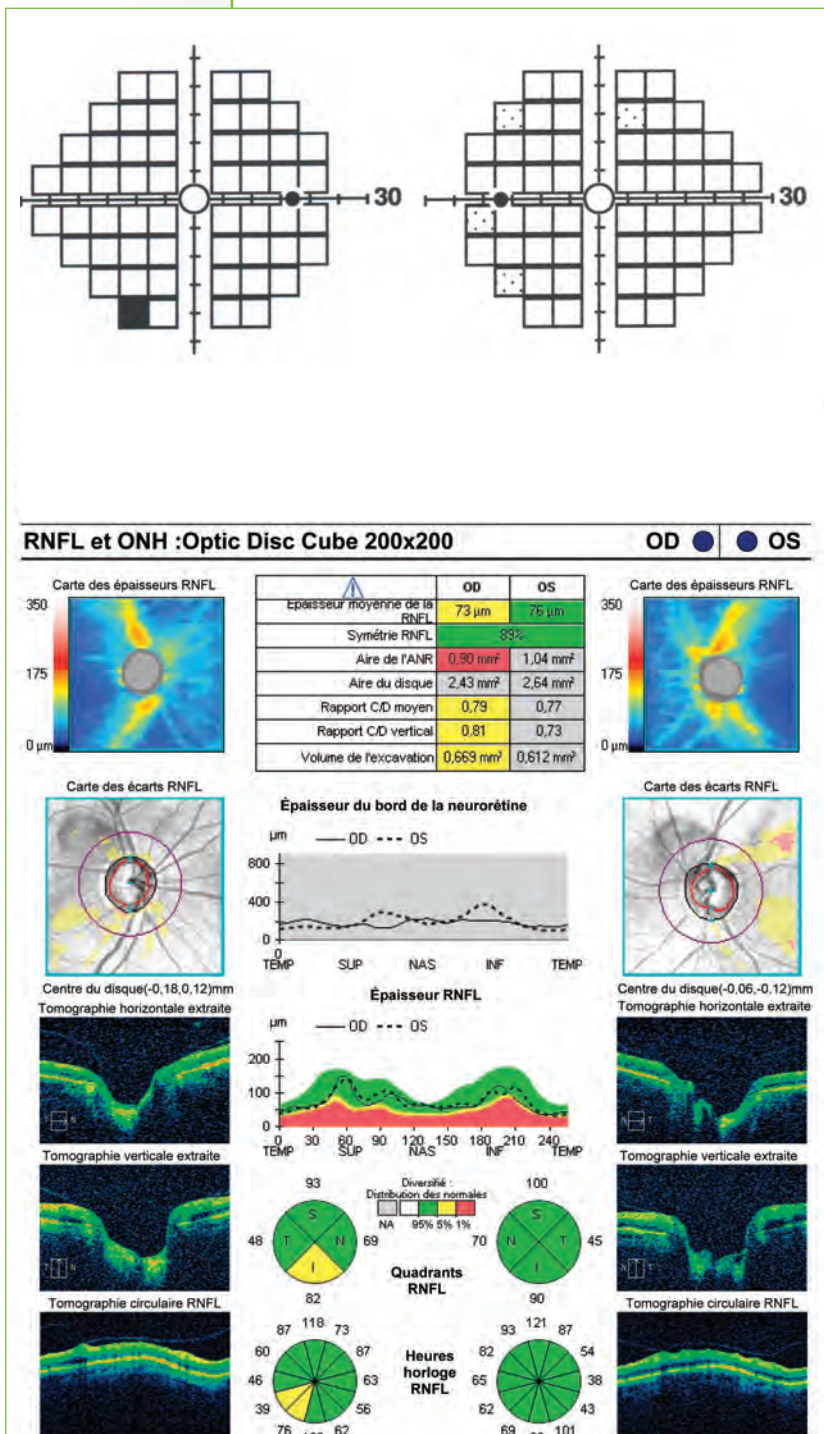 30
30
RNFL et ONH :Optic Disc Cube 200x200 OD OS
Carte des épaisseurs RNFL
350
175
0 µm
OD OS
Epaisseur moyenne de la RNFL 73 µm 76 µm
Symétrie RNFL 89%
Aire de l'ANR 0,90 mm² 1,04 mm²
Aire du disque 2,43 mm² 2,64 mm²
Rapport C/D moyen 0,79 0,77
Rapport C/D vertical 0,81 0,73
Volume de l'excavation 0,669 mm³ 0,612 mm³
Carte des épaisseurs RNFL
350
175
0 µm
Carte des écarts RNFL
Centre du disque(-0,18,0,12)mm
Épaisseur du bord de la neurorétine
µm OD OS
800
400
0
0
TEMP SUP NAS INF TEMP
Carte des écarts RNFL
Centre du disque(-0,06,-0,12)mm
Tomographie horizontale extraite
T N
Épaisseur RNFL
µm OD OS
200
100
0
0 30 60 90 120 150 180 210 240
TEMP SUP NAS INF TEMP
Tomographie horizontale extraite
N T
Tomographie verticale extraite
T N
93
48 S T N I 69
82
Diversifié :
Distribution des normales
NA 95% 5% 1%
Quadrants
RNFL
100
70 S N T I 45
90
Tomographie verticale extraite
N T
Tomographie circulaire RNFL
118
87 73
60 87
46 63
39 56
76 62
Heures
horloge
RNFL
121
93 87
82 54
65 38
62 43
69 101
Tomographie circulaire RNFL